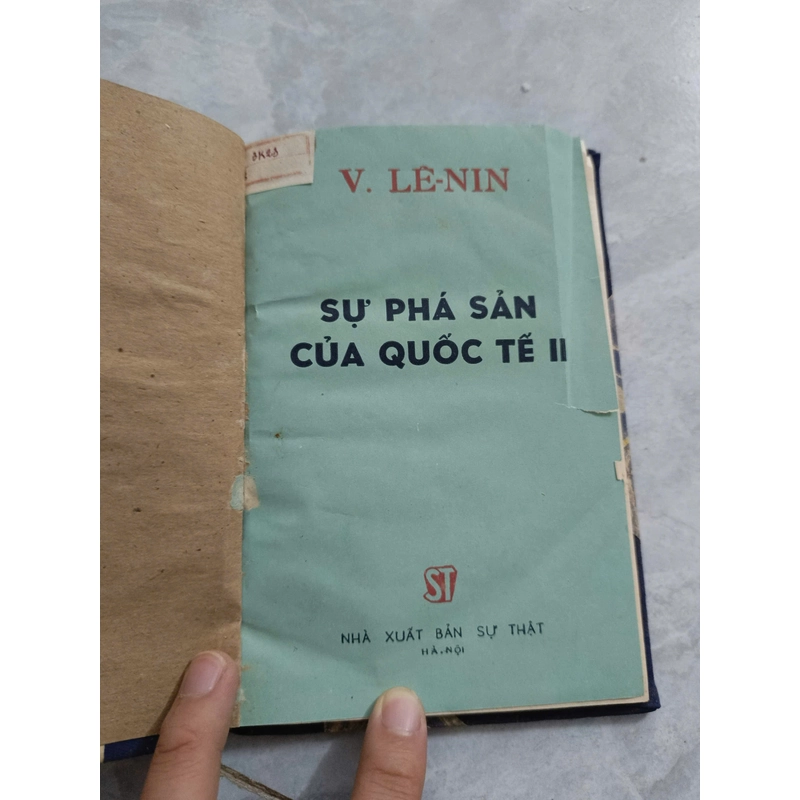 V. LÊ-NIN
SỰ PHÁ SẢN
CỦA QUỐC TẾ II
ST
NHÀ XUẤT BẢN SỰ THẬT
HÀ-NỘI